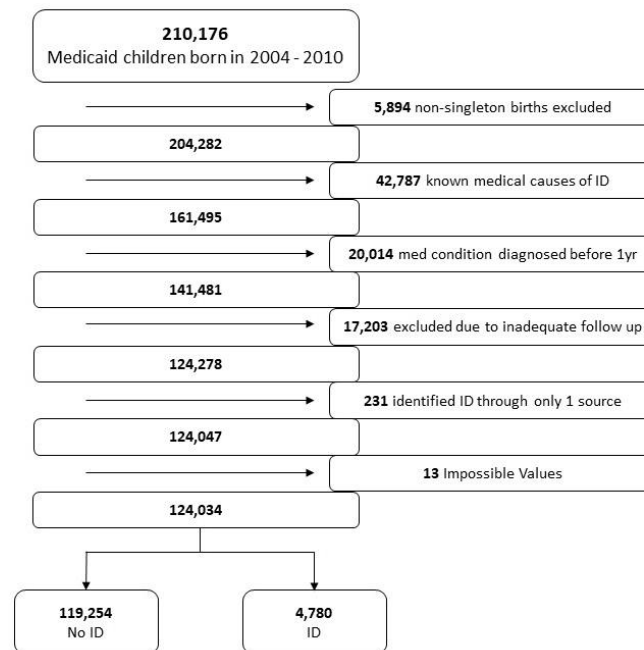 210,176
Medicaid children born in 2004 - 2010
5,894 non-singleton births excluded
204,282
42,787 known medical causes of ID
161,495
20,014 med condition diagnosed before 1yr
141,481
17,203 excluded due to inadequate follow up
124,278
231 identified ID through only 1 source
124,047
13 Impossible Values
124,034
119,254
No ID
4,780
ID